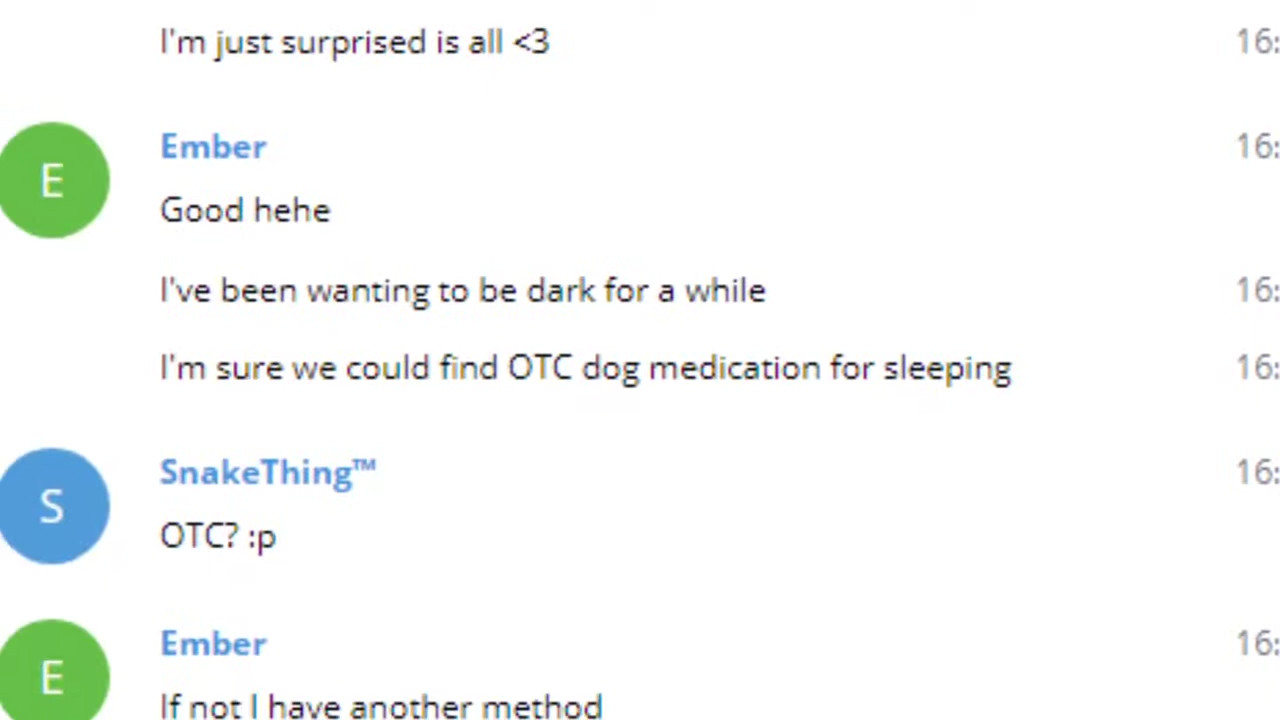 I'm just surprised is all <3
16:
Ember
16:
E
Good hehe
I've been wanting to be dark for a while
16:
I'm sure we could find OTC dog medication for sleeping
16:
SnakeThing™
16:
S
OTC? :p
Ember
16:
E
If not I have another method